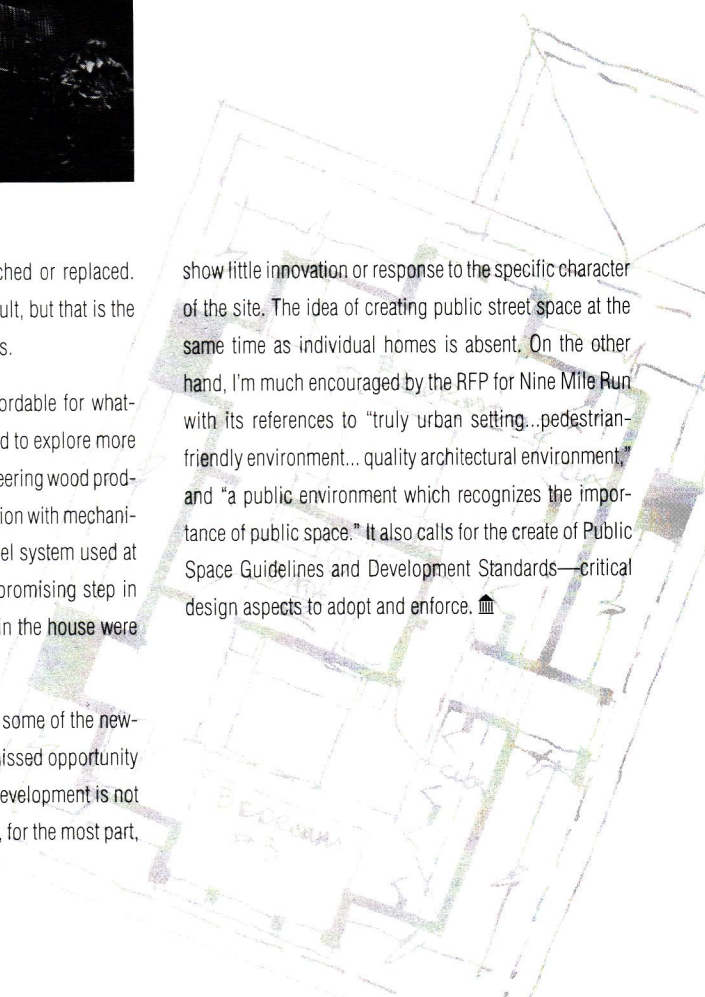 ched or replaced.
ult, but that is the
s.
ordable for what-
d to explore more
eering wood prod-
ion with mechani-
el system used at
promising step in
in the house were
some of the new-
issed opportunity
evelopment is not
, for the most part,
show little innovation or response to the specific character
of the site. The idea of creating public street space at the
same time as individual homes is absent. On the other
hand, I'm much encouraged by the RFP for Nine Mile Run
with its references to “truly urban setting...pedestrian-
friendly environment... quality architectural environment,”
and “a public environment which recognizes the impor-
tance of public space.” It also calls for the create of Public
Space Guidelines and Development Standards—critical
design aspects to adopt and enforce.
BEDROOM